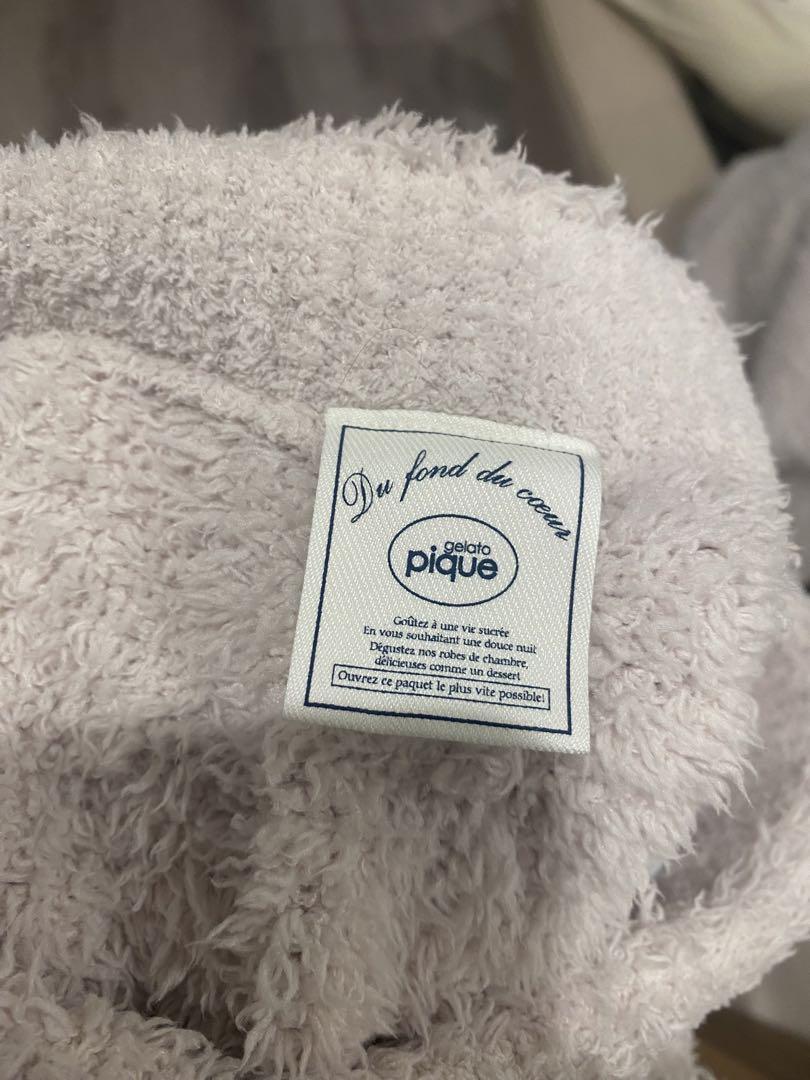 Du fond du cœur
gelato
pique
Goûtez à une vie sucrée
En vous souhaitant une douce nuit
Dégustez nos robes de chambre,
délicieuses comme un dessert
Ouvrez ce paquet le plus vite possible!